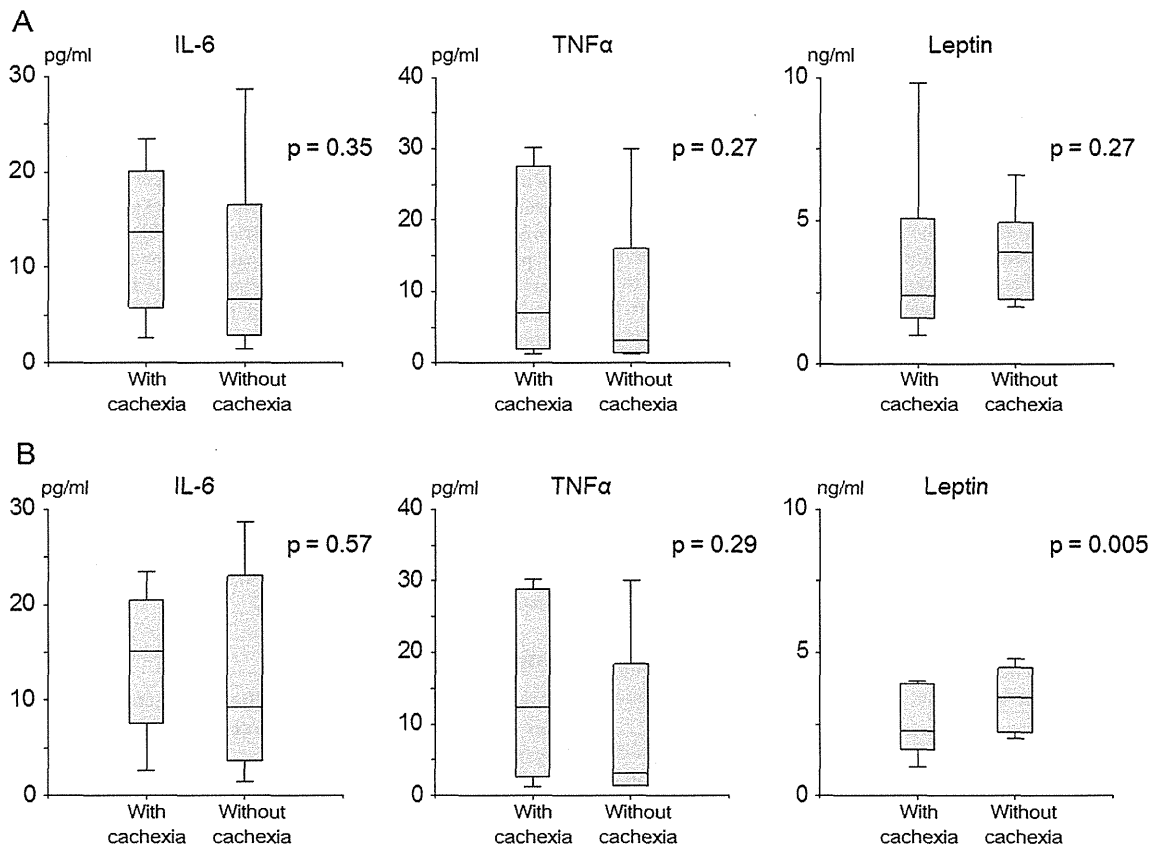 A
IL-6
TNFα
Leptin
pg/ml
pg/ml
ng/ml
30
20
10
0
p = 0.35
With cachexia
Without cachexia
40
30
20
10
0
p = 0.27
With cachexia
Without cachexia
10
5
0
p = 0.27
With cachexia
Without cachexia
B
IL-6
TNFα
Leptin
pg/ml
pg/ml
ng/ml
30
20
10
0
p = 0.57
With cachexia
Without cachexia
40
30
20
10
0
p = 0.29
With cachexia
Without cachexia
10
5
0
p = 0.005
With cachexia
Without cachexia